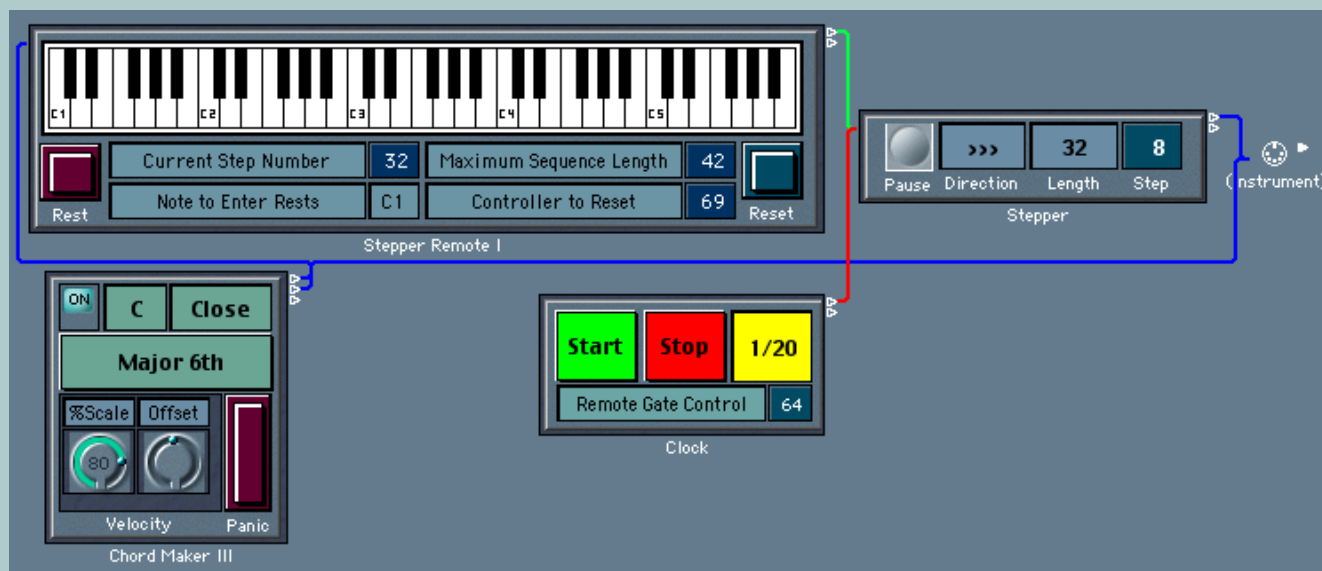 C1 C2 C3 C4 C5
Current Step Number 32 Maximum Sequence Length 42
Note to Enter Rests C1 Controller to Reset 69
Rest Reset
Stepper Remote I
>>> 32 8
Pause Direction Length Step
Stepper
(Instrument)
ON C Close
Major 6th
%Scale Offset
80
Velocity Panic
Chord Maker III
Start Stop 1/20
Remote Gate Control 64
Clock